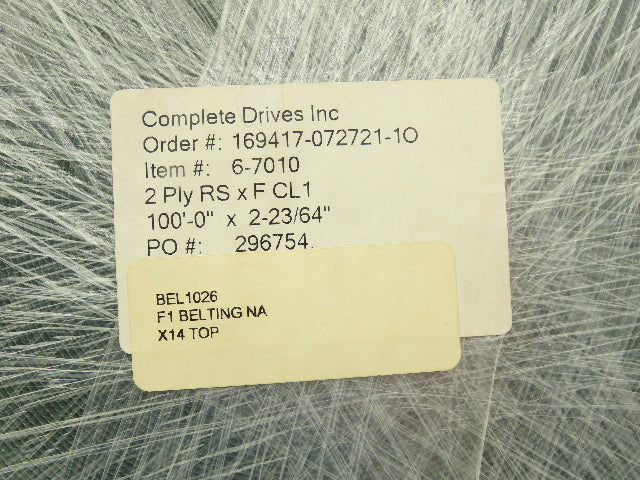 Complete Drives Inc
Order #: 169417-072721-1O
Item #: 6-7010
2 Ply RS x F CL1
100'-0" x 2-23/64"
PO #: 296754
BEL1026
F1 BELTING NA
X14 TOP